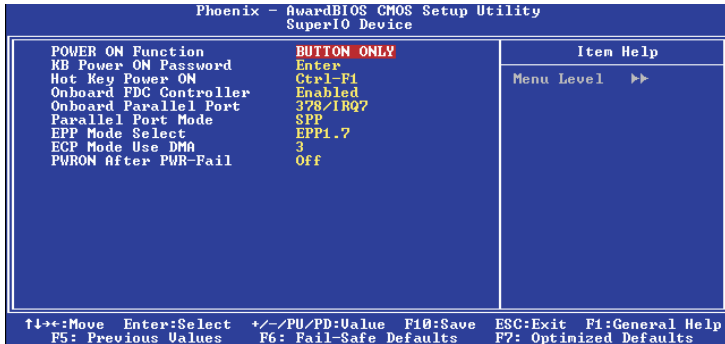 Phoenix - AwardBIOS CMOS Setup Utility
SuperIO Device
POWER ON Function BUTTON ONLY
KB Power ON Password Enter
Hot Key Power ON Ctrl-F1
Onboard FDC Controller Enabled
Onboard Parallel Port 378/IRQ7
Parallel Port Mode SPP
EPP Mode Select EPP1.7
ECP Mode Use DMA 3
PWRON After PWR-Fail Off
Item Help
Menu Level ▸▸
↑↓→←:Move Enter:Select +/-/PU/PD:Value F10:Save ESC:Exit F1:General Help
F5: Previous Values F6: Fail-Safe Defaults F7: Optimized Defaults